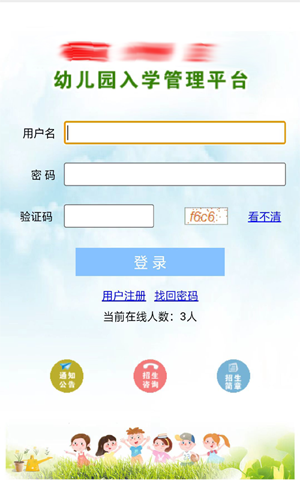 幼儿园入学管理平台
用户名
密 码
验证码 f6c6 看不清
登 录
用户注册 找回密码
当前在线人数：3人
通知公告 招生咨询 招生简章